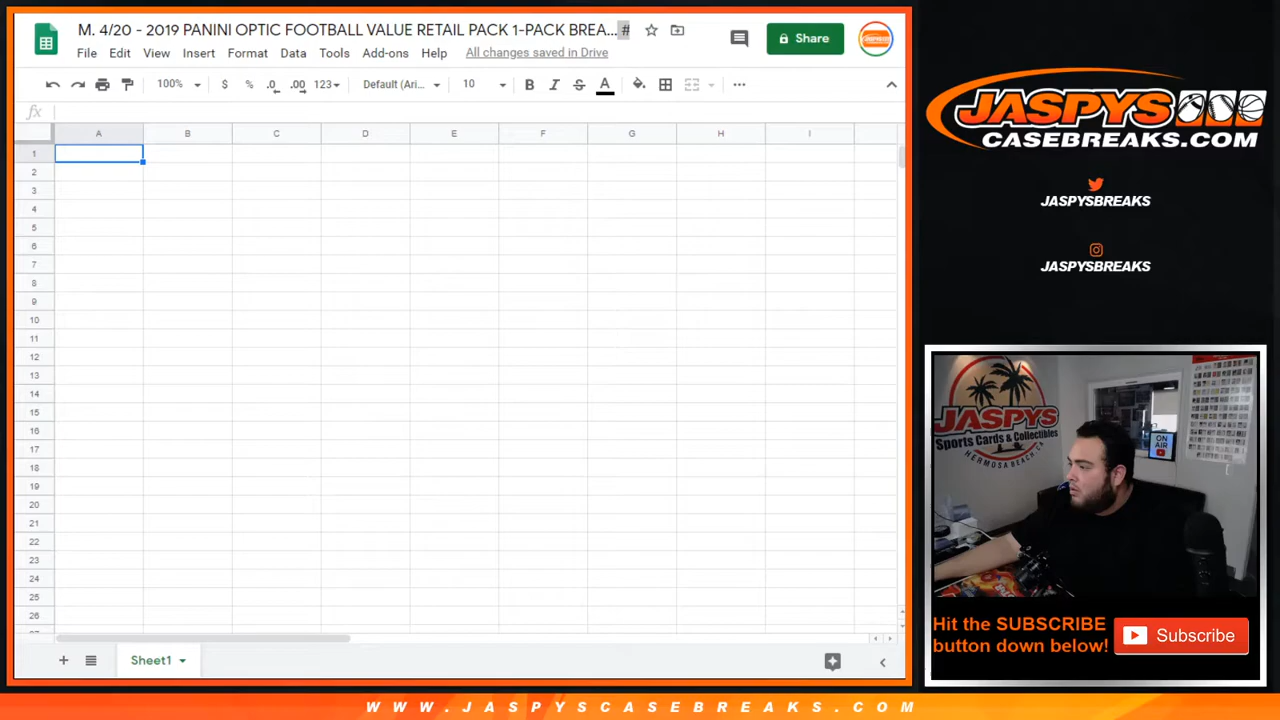 M. 4/20 - 2019 PANINI OPTIC FOOTBALL VALUE RETAIL PACK 1-PACK BREA... #
File Edit View Insert Format Data Tools Add-ons Help All changes saved in Drive
Share
100% $ % .0 .00 123 Default (Ari... 10 B I S A
fx
A B C D E F G H I
1
2
3
4
5
6
7
8
9
10
11
12
13
14
15
16
17
18
19
20
21
22
23
24
25
26
Sheet1
JASPYS
CASEBREAKS.COM
JASPYSBREAKS
JASPYSBREAKS
JASPYS
Sports Cards & Collectibles
HERMOSA BEACH, CA
ON
AIR
Hit the SUBSCRIBE
button down below!
Subscribe
WWW.JASPYSCASEBREAKS.COM